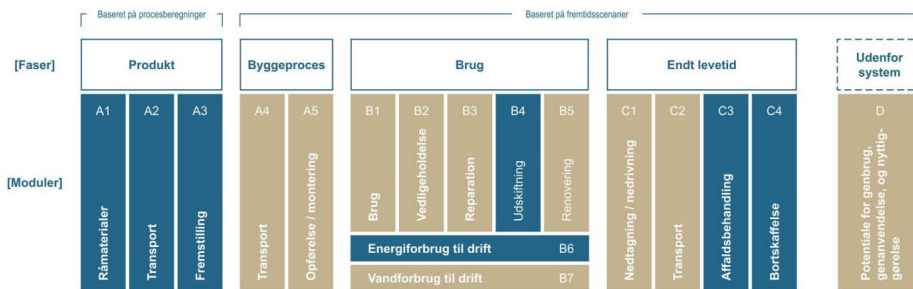 Baseret på procesberegninger
Baseret på fremtidsscenarier
[Faser]
Produkt
Byggeproces
Brug
Endt levetid
Udenfor
system
[Moduler]
A1
Råmaterialer
A2
Transport
A3
Fremstilling
A4
Transport
A5
Opførelse / montering
B1
Brug
B2
Vedligeholdelse
B3
Reparation
B4
Udskiftning
B5
Renovering
Energiforbrug til drift B6
Vandforbrug til drift B7
C1
Nedtagning / nedrivning
C2
Transport
C3
Affaldsbehandling
C4
Bortskaffelse
D
Potentiale for genbrug,
genanvendelse, og nyttig-
gørelse